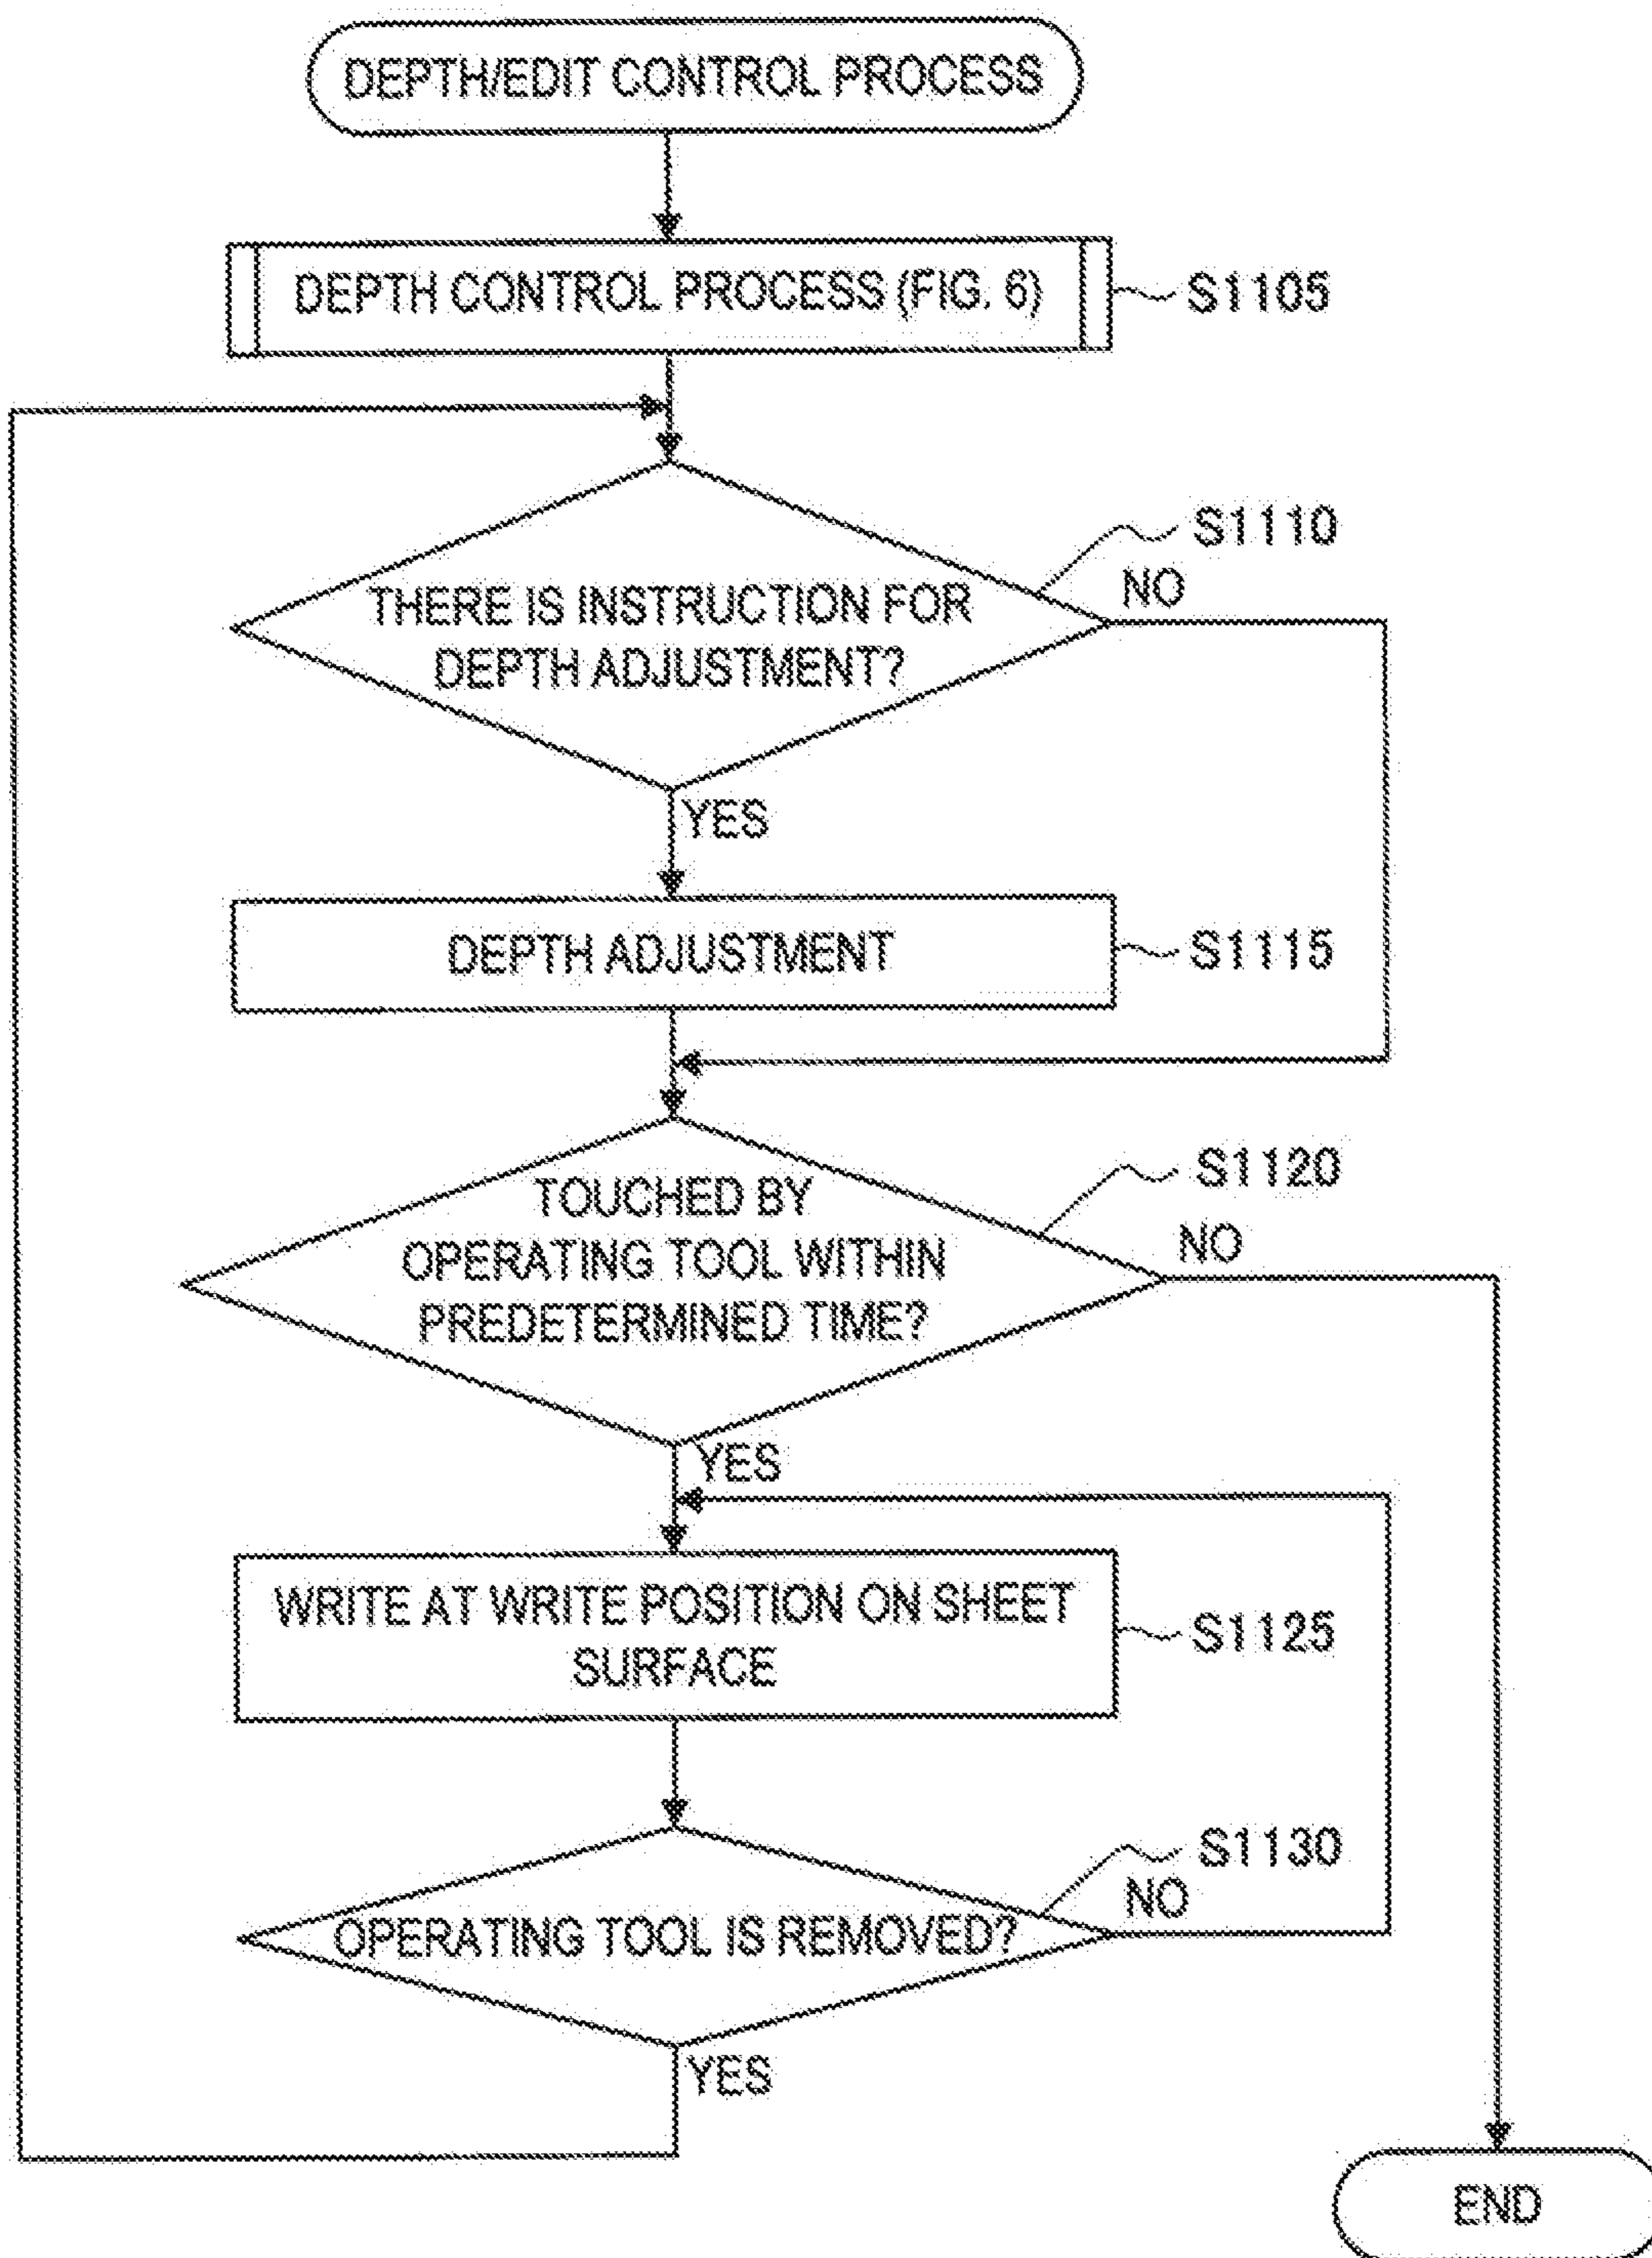 DEPTH/EDIT CONTROL PROCESS
DEPTH CONTROL PROCESS (FIG. 6)
S1105
S1110
NO
THERE IS INSTRUCTION FOR
DEPTH ADJUSTMENT?
YES
DEPTH ADJUSTMENT
S1115
S1120
NO
TOUCHED BY
OPERATING TOOL WITHIN
PREDETERMINED TIME?
YES
WRITE AT WRITE POSITION ON SHEET
SURFACE
S1125
S1130
NO
OPERATING TOOL IS REMOVED?
YES
END